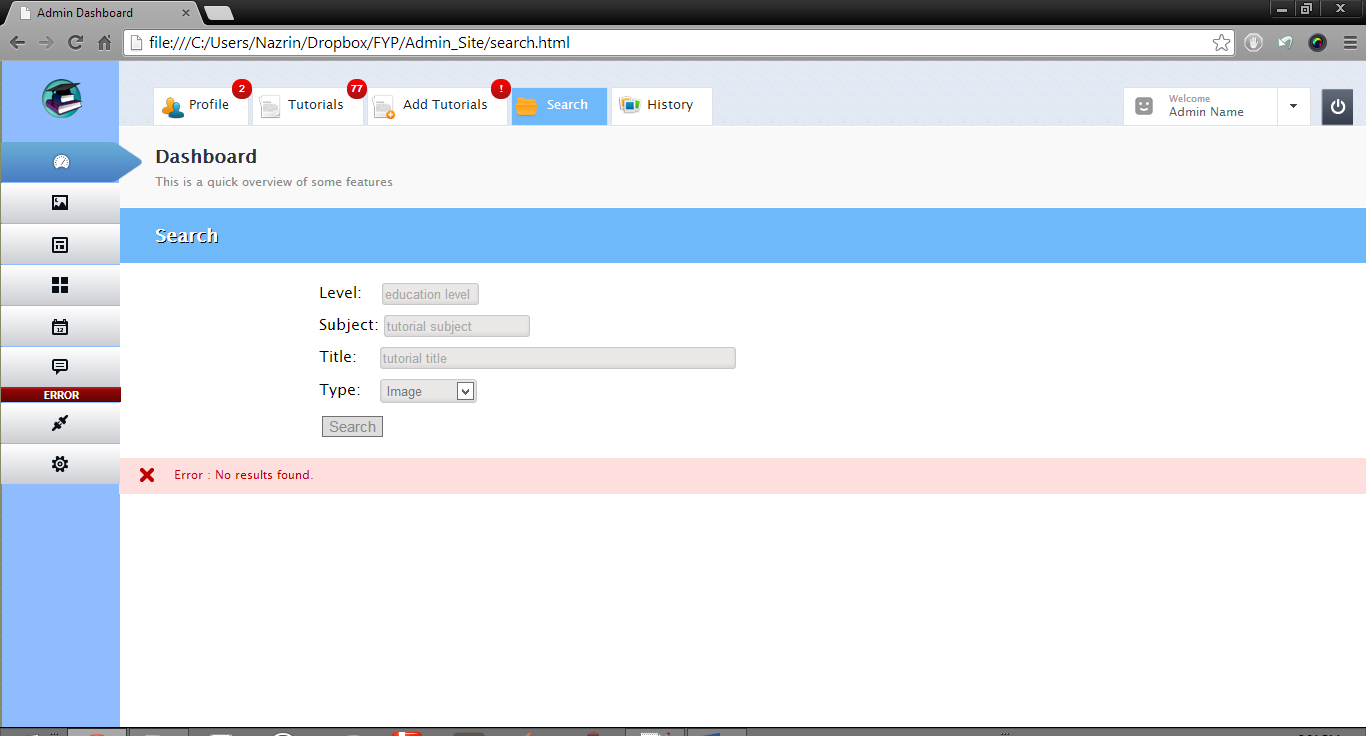 Admin Dashboard
file:///C:/Users/Nazrin/Dropbox/FYP/Admin_Site/search.html
Profile 2 Tutorials 77 Add Tutorials ! Search History
Welcome
Admin Name
Dashboard
This is a quick overview of some features
Search
Level: education level
Subject: tutorial subject
Title: tutorial title
Type: Image
Search
12
ERROR
Error : No results found.